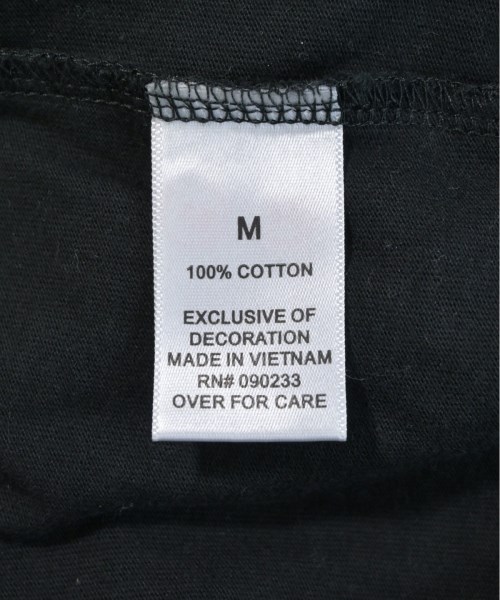 M
100% COTTON
EXCLUSIVE OF
DECORATION
MADE IN VIETNAM
RN# 090233
OVER FOR CARE